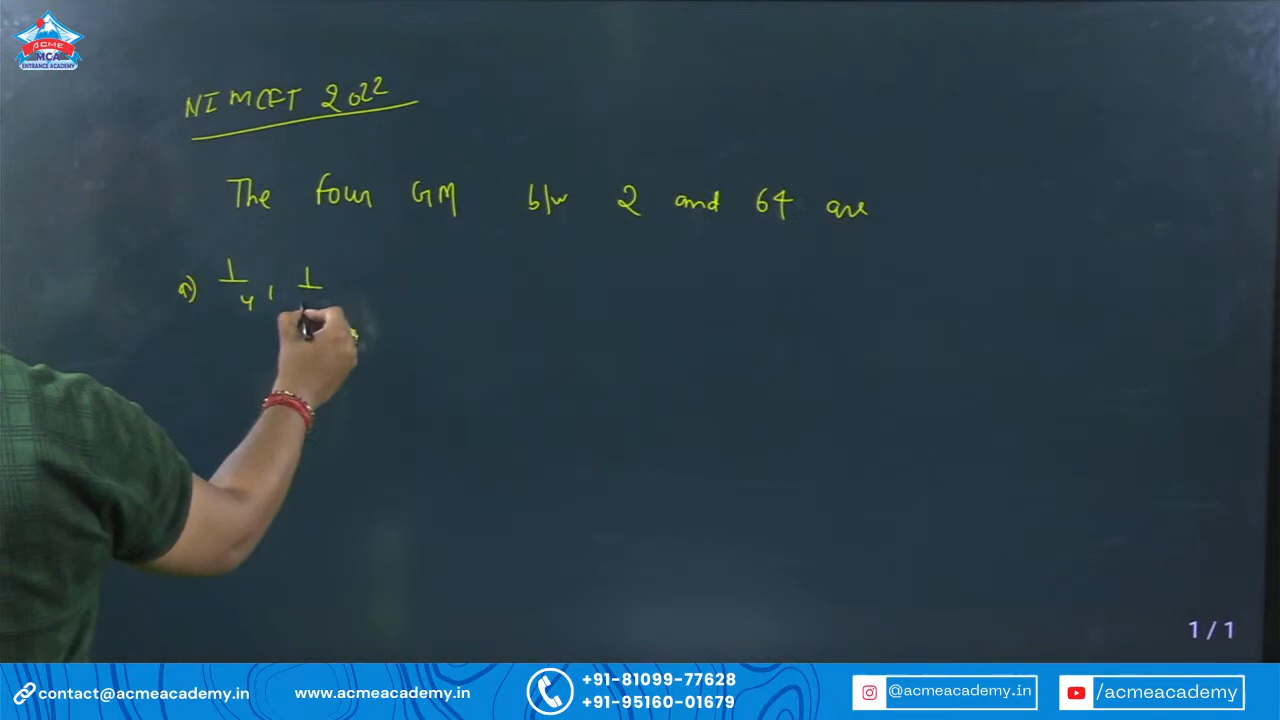 ACME
MCA
ENTRANCE ACADEMY
NIMCET 2022
The four GM b/w 2 and 64 are
a) 1/4, 1
1/1
contact@acmeacademy.in
www.acmeacademy.in
+91-81099-77628
+91-95160-01679
@acmeacademy.in
/acmeacademy